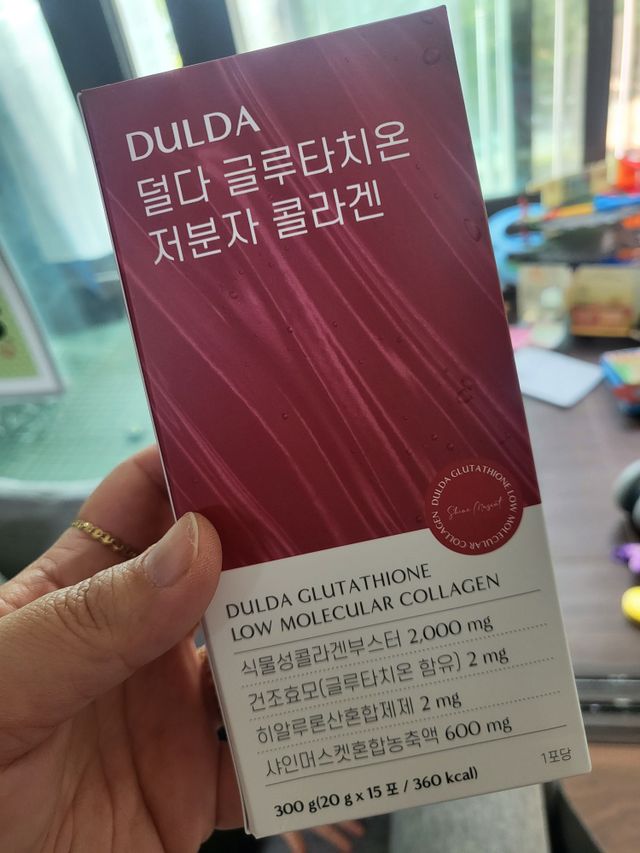 DULDA
덜다 글루타치온
저분자 콜라겐
DULDA GLUTATHIONE LOW MOLECULAR COLLAGEN
Shine Muscat
DULDA GLUTATHIONE
LOW MOLECULAR COLLAGEN
식물성콜라겐부스터 2,000 mg
건조효모(글루타치온 함유) 2 mg
히알루론산혼합제제 2 mg
샤인머스켓혼합농축액 600 mg
1포당
300 g(20 g x 15 포 / 360 kcal)